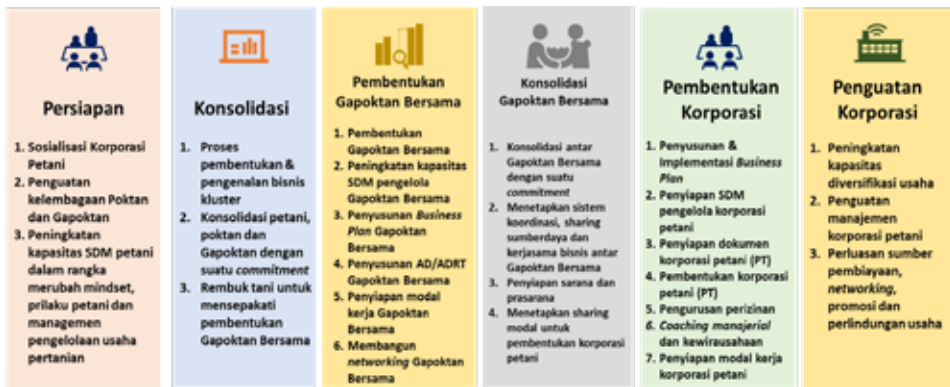 Persiapan
1. Sosialisasi Korporasi
Petani
2. Penguatan
kelembagaan Poktan
dan Gapoktan
3. Peningkatan
kapasitas SDM petani
dalam rangka
merubah mindset,
prilaku petani dan
managemen
pengelolaan usaha
pertanian
Konsolidasi
1. Proses
pembentukan &
pengenalan bisnis
kluster
2. Konsolidasi petani,
poktan dan
Gapoktan dengan
suatu commitment
3. Rembuk tani untuk
mensepakati
pembentukan
Gapoktan Bersama
Pembentukan
Gapoktan Bersama
1. Pembentukan
Gapoktan Bersama
2. Peningkatan kapasitas
SDM pengelola
Gapoktan Bersama
3. Penyusunan Business
Plan Gapoktan
Bersama
4. Penyusunan AD/ADRT
Gapoktan Bersama
5. Penyiapan modal
kerja Gapoktan
Bersama
6. Membangun
networking Gapoktan
Bersama
Konsolidasi
Gapoktan Bersama
1. Konsolidasi antar
Gapoktan Bersama
dengan suatu
commitment
2. Menetapkan sistem
koordinasi, sharing
sumberdaya dan
kerjasama bisnis antar
Gapoktan Bersama
3. Penyiapan sarana dan
prasarana
4. Menetapkan sharing
modal untuk
pembentukan korporasi
petani
Pembentukan
Korporasi
1. Penyusunan &
Implementasi Business
Plan
2. Penyiapan SDM
pengelola korporasi
petani
3. Penyiapan dokumen
korporasi petani (PT)
4. Pembentukan korporasi
petani (PT)
5. Pengurusan perizinan
6. Coaching manajerial
dan kewirausahaan
7. Penyiapan modal kerja
korporasi petani
Penguatan
Korporasi
1. Peningkatan
kapasitas
diversifikasi usaha
2. Penguatan
manajemen
korporasi petani
3. Perluasan sumber
pembiayaan,
networking,
promosi dan
perlindungan usaha